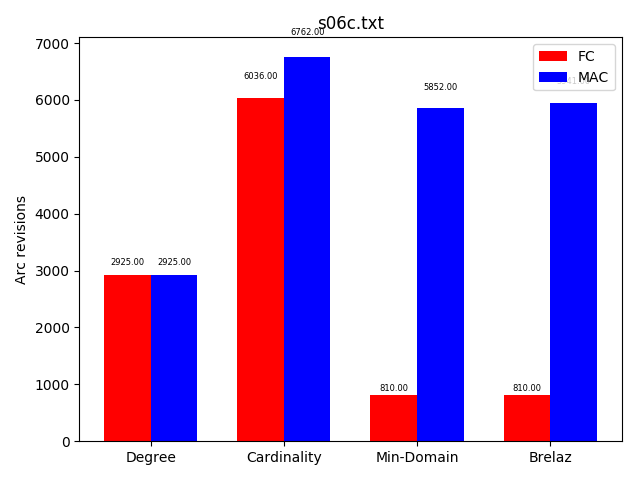 s06c.txt
7000
6000
5000
4000
3000
2000
1000
0
Arc revisions
2925.00
2925.00
6036.00
6762.00
810.00
5852.00
810.00
FC
MAC
Degree
Cardinality
Min-Domain
Brelaz